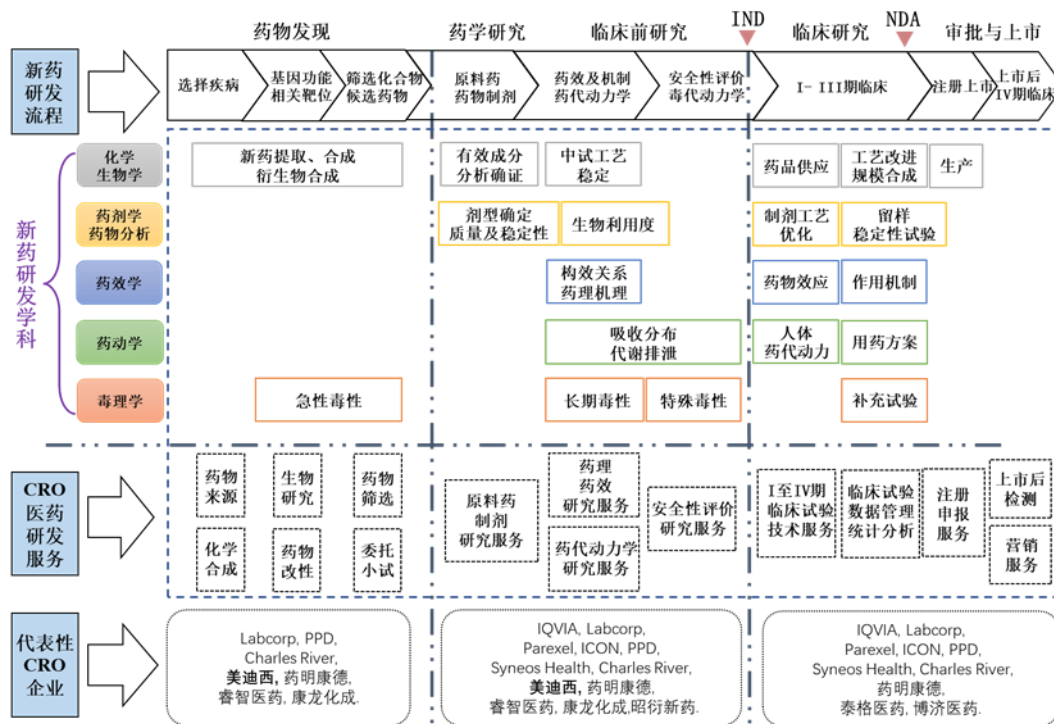 药物发现
药学研究
临床前研究
IND
临床研究
NDA
审批与上市
新药
研发
流程
选择疾病
基因功能
相关靶位
筛选化合物
候选药物
原料药
药物制剂
药效及机制
药代动力学
安全性评价
毒代动力学
I- III期临床
注册上市
上市后
IV期临床
新药研发学科
化学
生物学
新药提取、合成
衍生物合成
有效成分
分析确证
中试工艺
稳定
药品供应
工艺改进
规模合成
生产
药剂学
药物分析
剂型确定
质量及稳定性
生物利用度
制剂工艺
优化
留样
稳定性试验
药效学
构效关系
药理机理
药物效应
作用机制
药动学
吸收分布
代谢排泄
人体
药代动力
用药方案
毒理学
急性毒性
长期毒性
特殊毒性
补充试验
CRO
医药
研发
服务
药物
来源
生物
研究
药物
筛选
化学
合成
药物
改性
委托
小试
原料药
制剂
研究服务
药理
药效
研究服务
药代动力学
研究服务
安全性评价
研究服务
I至IV期
临床试验
技术服务
临床试验
数据管理
统计分析
注册
申报
服务
上市后
检测
营销
服务
代表性
CRO
企业
Labcorp, PPD,
Charles River,
美迪西, 药明康德,
睿智医药, 康龙化成.
IQVIA, Labcorp,
Parexel, ICON, PPD,
Syneos Health, Charles River,
美迪西, 药明康德,
睿智医药, 康龙化成,昭衍新药.
IQVIA, Labcorp,
Parexel, ICON, PPD,
Syneos Health, Charles River,
药明康德,
泰格医药, 博济医药.